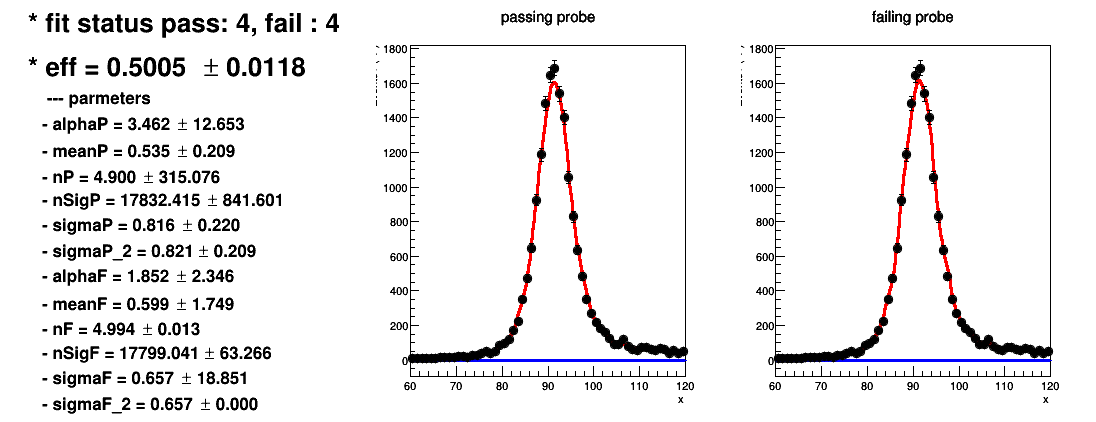 * fit status pass: 4, fail : 4
* eff = 0.5005 ± 0.0118
--- parmeters
- alphaP = 3.462 ± 12.653
- meanP = 0.535 ± 0.209
- nP = 4.900 ± 315.076
- nSigP = 17832.415 ± 841.601
- sigmaP = 0.816 ± 0.220
- sigmaP_2 = 0.821 ± 0.209
- alphaF = 1.852 ± 2.346
- meanF = 0.599 ± 1.749
- nF = 4.994 ± 0.013
- nSigF = 17799.041 ± 63.266
- sigmaF = 0.657 ± 18.851
- sigmaF_2 = 0.657 ± 0.000
passing probe
1800
1600
1400
1200
1000
800
600
400
200
0
60 70 80 90 100 110 120
x
failing probe
1800
1600
1400
1200
1000
800
600
400
200
0
60 70 80 90 100 110 120
x